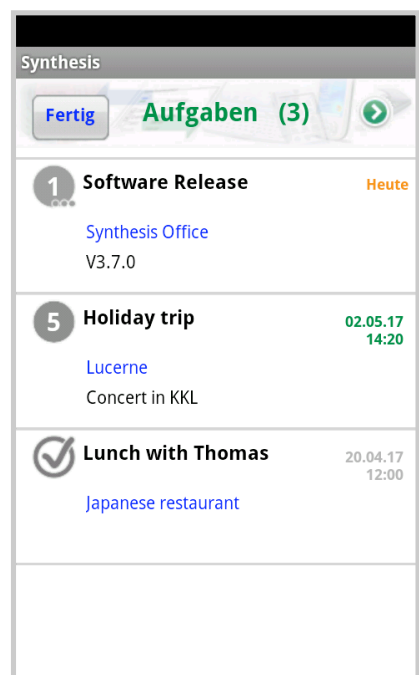 Synthesis
Fertig
Aufgaben (3)
1
Software Release
Heute
Synthesis Office
V3.7.0
5
Holiday trip
02.05.17
14:20
Lucerne
Concert in KKL
Lunch with Thomas
20.04.17
12:00
Japanese restaurant